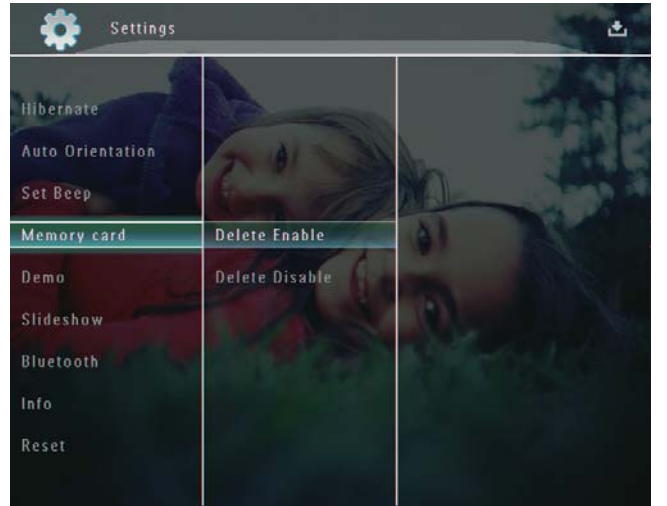 Settings
Hibernate
Auto Orientation
Set Beep
Memory card
Delete Enable
Demo
Delete Disable
Slideshow
Bluetooth
Info
Reset